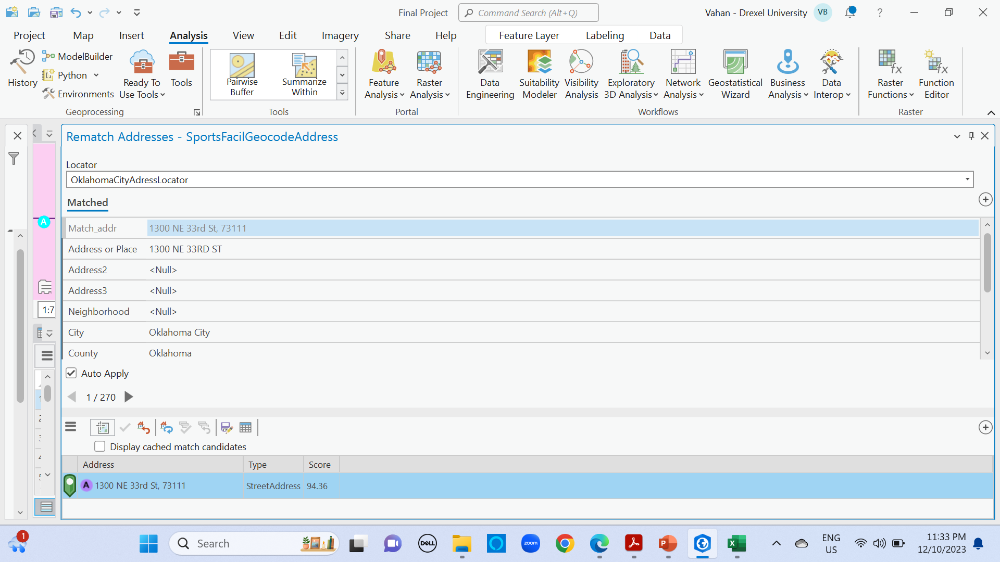 Final Project
Command Search (Alt+Q)
Vahan - Drexel University
VB
?
Project
Map
Insert
Analysis
View
Edit
Imagery
Share
Help
Feature Layer
Labeling
Data
History
ModelBuilder
Python
Environments
Ready To
Use Tools
Tools
Geoprocessing
Pairwise
Buffer
Summarize
Within
Tools
Feature
Analysis
Raster
Analysis
Portal
Data
Engineering
Suitability
Modeler
Visibility
Analysis
Exploratory
3D Analysis
Network
Analysis
Geostatistical
Wizard
Business
Analysis
Data
Interop
Workflows
Raster
Functions
Function
Editor
Raster
Rematch Addresses - SportsFacilGeocodeAddress
Locator
OklahomaCityAdressLocator
Matched
Match_addr 1300 NE 33rd St, 73111
Address or Place 1300 NE 33RD ST
Address2 <Null>
Address3 <Null>
Neighborhood <Null>
City Oklahoma City
County Oklahoma
A
1:7
Auto Apply
1 / 270
Display cached match candidates
Address Type Score
A 1300 NE 33rd St, 73111 StreetAddress 94.36
1
Search
DELL
zoom
ENG
US
11:33 PM
12/10/2023